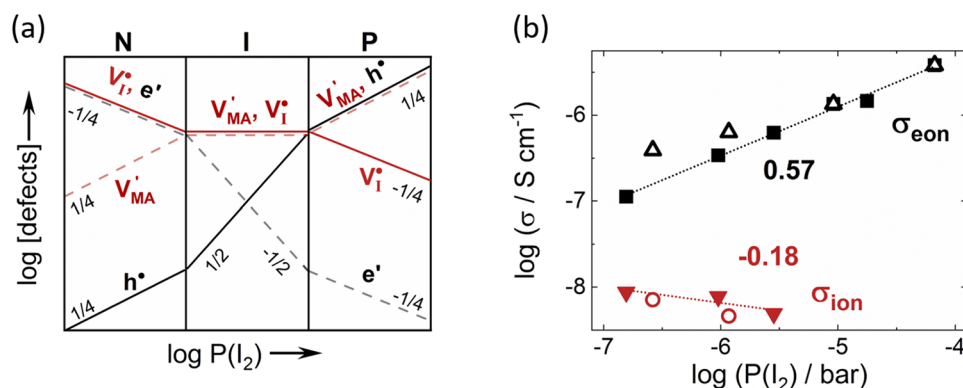 (a)
N I P
V_I^•, e'
-1/4
V'_MA, V_I^•
V'_MA, h^•
1/4
V'_MA
1/4
V_I^•
-1/4
h^•
1/4
1/2
-1/2
e'
-1/4
log [defects]
log P(I₂)
(b)
-6
-7
-8
σ_eon
0.57
-0.18
σ_ion
-7 -6 -5 -4
log (σ / S cm⁻¹)
log (P(I₂) / bar)